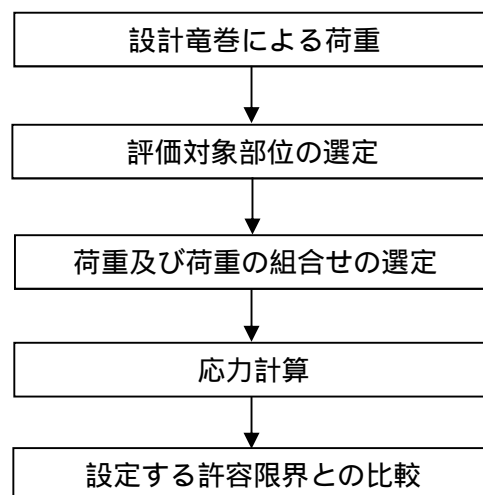 設計竜巻による荷重
評価対象部位の選定
荷重及び荷重の組合せの選定
応力計算
設定する許容限界との比較